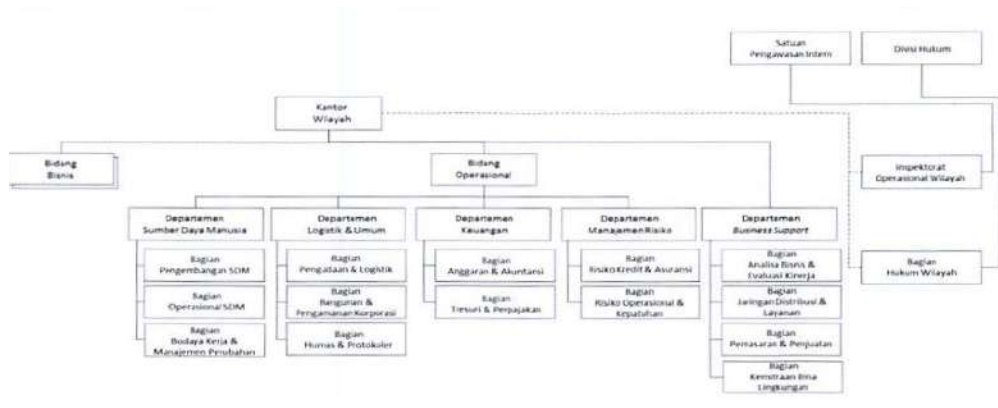 Satuan
Pengawasan Intern
Divisi Hukum
Kantor
Wilayah
Bidang
Bisnis
Bidang
Operasional
Inspektorat
Operasional Wilayah
Departemen
Sumber Daya Manusia
Departemen
Logistik & Umum
Departemen
Keuangan
Departemen
Manajemen Risiko
Departemen
Business Support
Bagian
Hukum Wilayah
Bagian
Pengembangan SDM
Bagian
Operasional SDM
Bagian
Budaya Kerja &
Manajemen Perubahan
Bagian
Pengadaan & Logistik
Bagian
Bangunan &
Pengamanan Korporasi
Bagian
Humas & Protokoler
Bagian
Anggaran & Akuntansi
Bagian
Tresuri & Perpajakan
Bagian
Risiko Kredit & Asuransi
Bagian
Risiko Operasional &
Kepatuhan
Bagian
Analisa Bisnis &
Evaluasi Kinerja
Bagian
Jaringan Distribusi &
Layanan
Bagian
Pemasaran & Penjualan
Bagian
Kemitraan Bina
Lingkungan